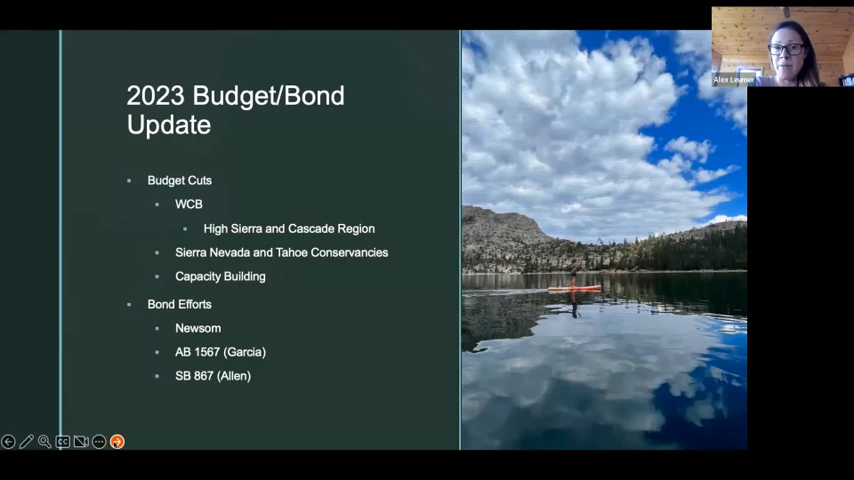 2023 Budget/Bond
Update
Budget Cuts
WCB
High Sierra and Cascade Region
Sierra Nevada and Tahoe Conservancies
Capacity Building
Bond Efforts
Newsom
AB 1567 (Garcia)
SB 867 (Allen)
Alex Leumer
CC